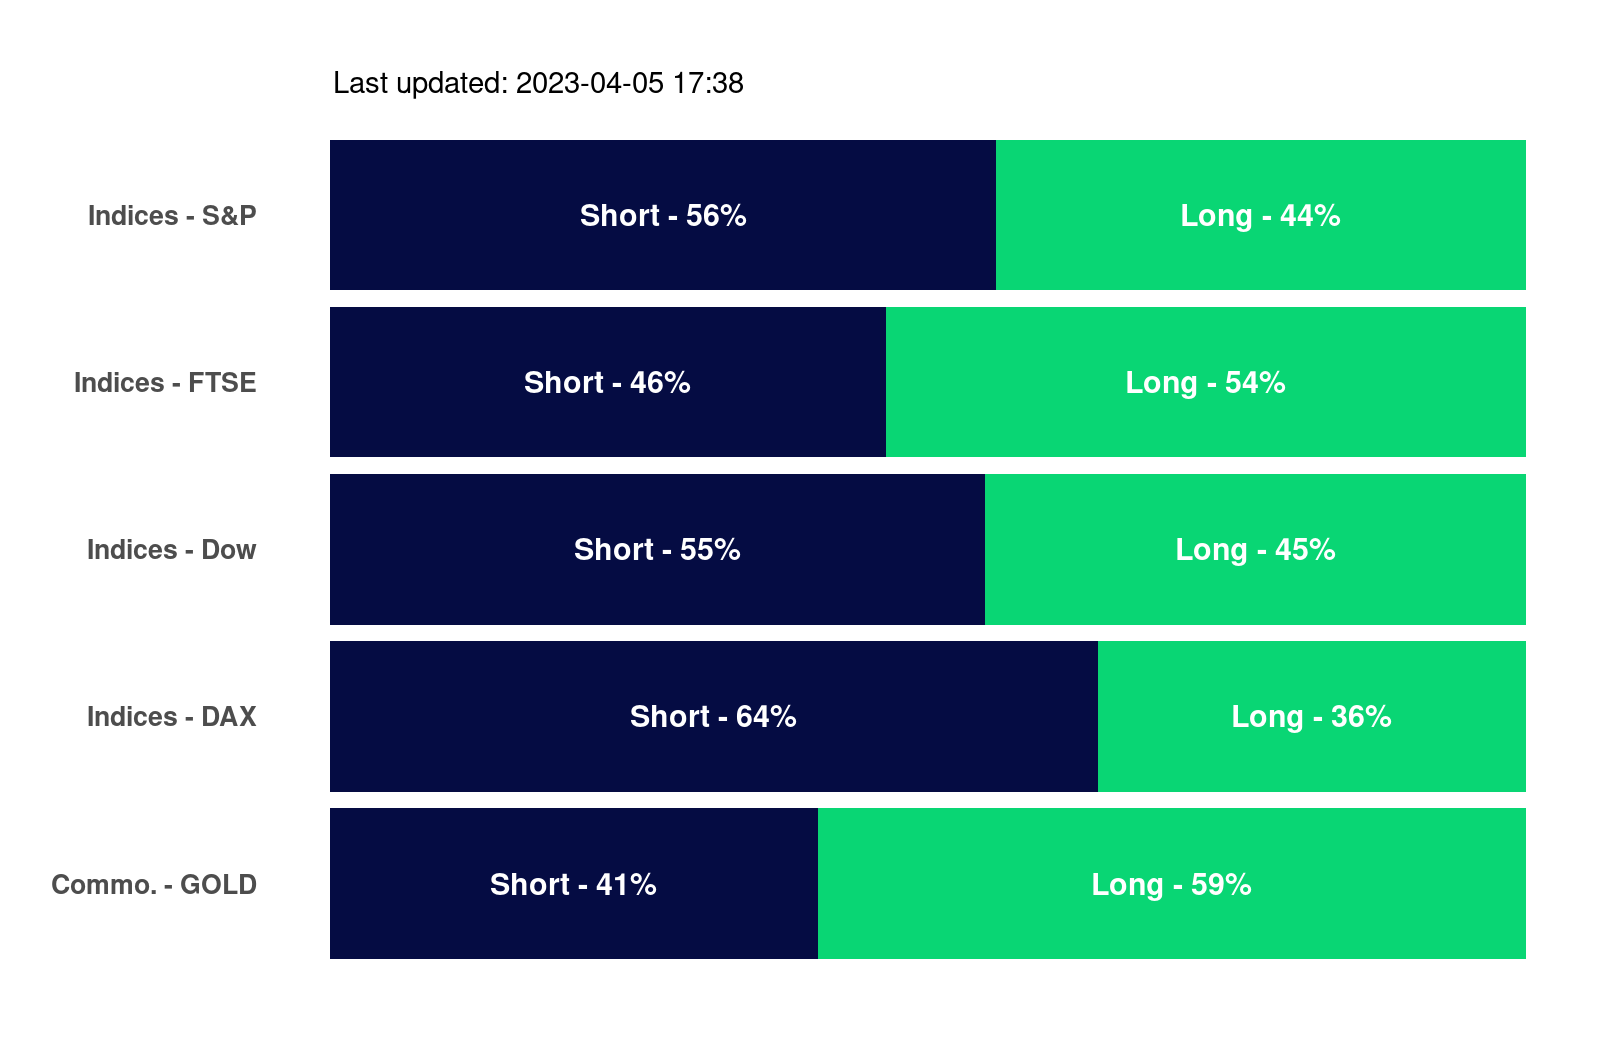 Last updated: 2023-04-05 17:38
Indices - S&P Short - 56% Long - 44%
Indices - FTSE Short - 46% Long - 54%
Indices - Dow Short - 55% Long - 45%
Indices - DAX Short - 64% Long - 36%
Commo. - GOLD Short - 41% Long - 59%